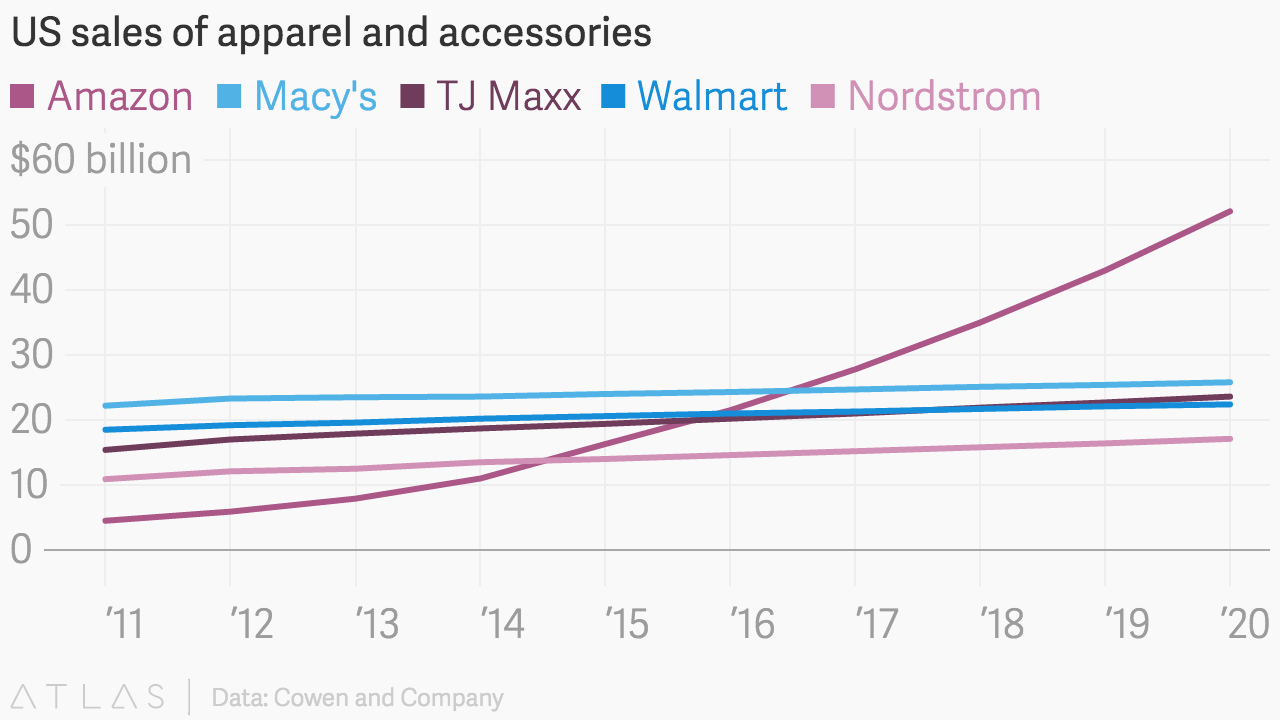 US sales of apparel and accessories
Amazon Macy's TJ Maxx Walmart Nordstrom
$60 billion
50
40
30
20
10
0
’11 ’12 ’13 ’14 ’15 ’16 ’17 ’18 ’19 ’20
ATLAS Data: Cowen and Company